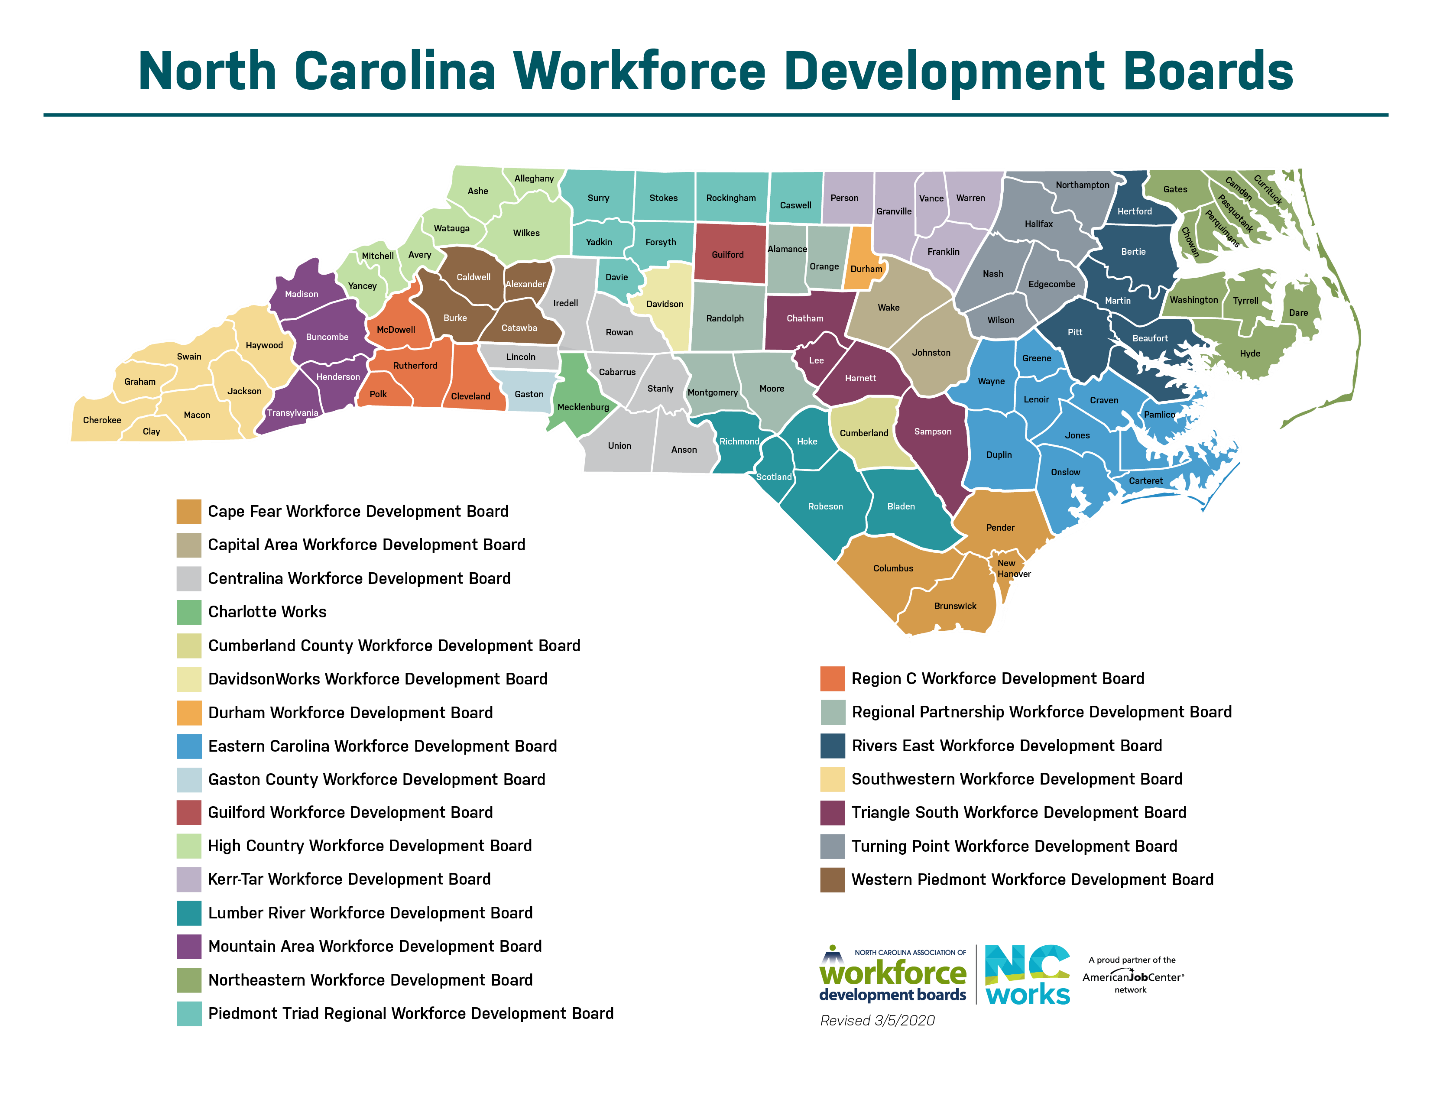 North Carolina Workforce Development Boards
Ashe
Alleghany
Surry
Stokes
Rockingham
Caswell
Person
Granville
Vance
Warren
Northampton
Halifax
Hertford
Gates
Camden
Currituck
Pasquotank
Perquimans
Chowan
Watauga
Wilkes
Yadkin
Forsyth
Guilford
Alamance
Orange
Durham
Franklin
Bertie
Mitchell
Avery
Yancey
Caldwell
Alexander
Iredell
Davie
Davidson
Randolph
Chatham
Wake
Nash
Edgecombe
Martin
Washington
Tyrrell
Dare
Madison
Buncombe
McDowell
Burke
Catawba
Rowan
Wilson
Pitt
Beaufort
Hyde
Swain
Haywood
Graham
Jackson
Cherokee
Macon
Clay
Henderson
Transylvania
Rutherford
Polk
Cleveland
Lincoln
Gaston
Mecklenburg
Cabarrus
Stanly
Montgomery
Moore
Lee
Harnett
Johnston
Greene
Wayne
Lenoir
Craven
Pamlico
Jones
Union
Anson
Richmond
Hoke
Scotland
Cumberland
Sampson
Duplin
Onslow
Carteret
Robeson
Bladen
Pender
Columbus
New
Hanover
Brunswick
Cape Fear Workforce Development Board
Capital Area Workforce Development Board
Centralina Workforce Development Board
Charlotte Works
Cumberland County Workforce Development Board
DavidsonWorks Workforce Development Board
Durham Workforce Development Board
Eastern Carolina Workforce Development Board
Gaston County Workforce Development Board
Guilford Workforce Development Board
High Country Workforce Development Board
Kerr-Tar Workforce Development Board
Lumber River Workforce Development Board
Mountain Area Workforce Development Board
Northeastern Workforce Development Board
Piedmont Triad Regional Workforce Development Board
Region C Workforce Development Board
Regional Partnership Workforce Development Board
Rivers East Workforce Development Board
Southwestern Workforce Development Board
Triangle South Workforce Development Board
Turning Point Workforce Development Board
Western Piedmont Workforce Development Board
NORTH CAROLINA ASSOCIATION OF
workforce
development boards
NC
works
A proud partner of the
AmericanJobCenter®
network
Revised 3/5/2020